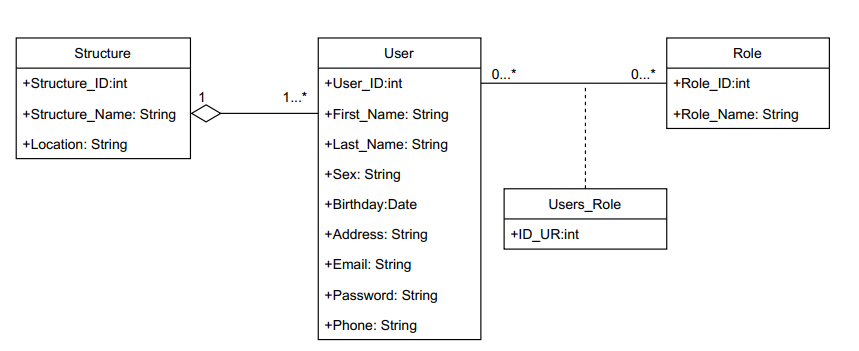 Structure
+Structure_ID:int
+Structure_Name: String
+Location: String
1
1...*
User
+User_ID:int
+First_Name: String
+Last_Name: String
+Sex: String
+Birthday:Date
+Address: String
+Email: String
+Password: String
+Phone: String
0...*
0...*
Role
+Role_ID:int
+Role_Name: String
Users_Role
+ID_UR:int